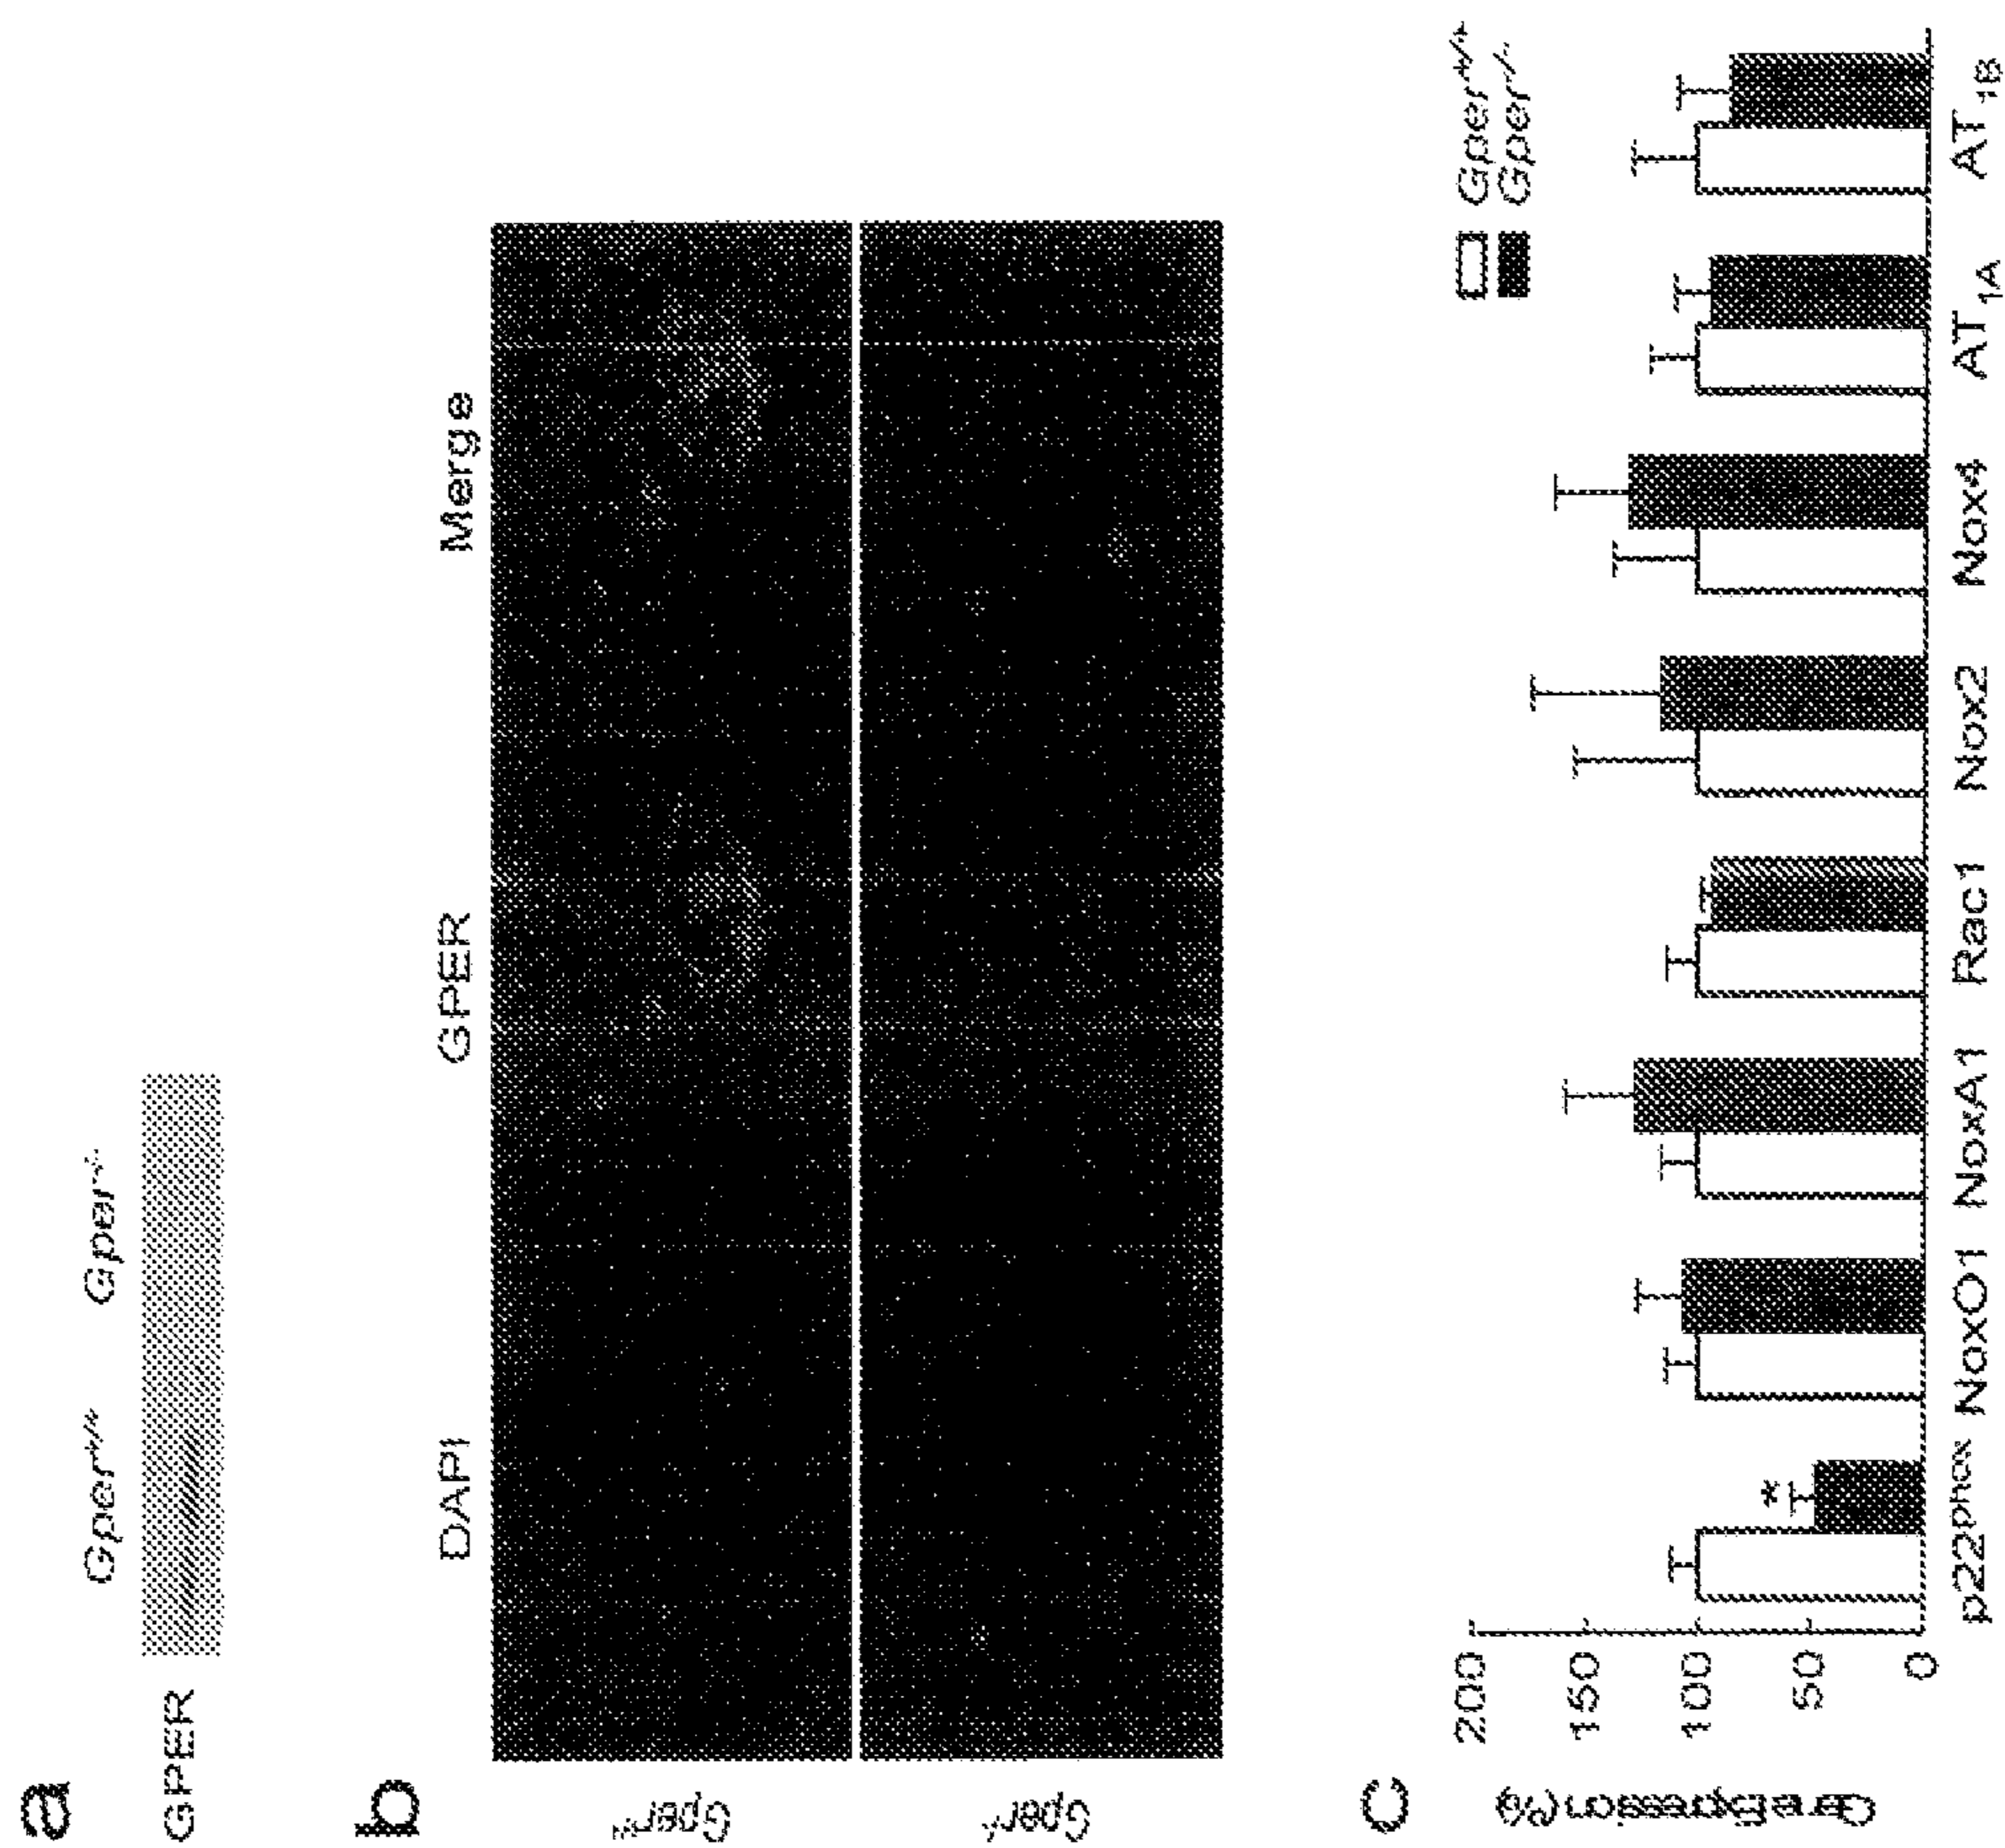 a
Gper+/+ Gper-/-
GPER
b
DAPI GPER Merge
Gper+/+
Gper-/-
c
Gper+/+
Gper-/-
Gene Expression (%)
200
150
100
50
0
p22phox NoxO1 NoxA1 Rac1 Nox2 Nox4 AT1A AT1B
*